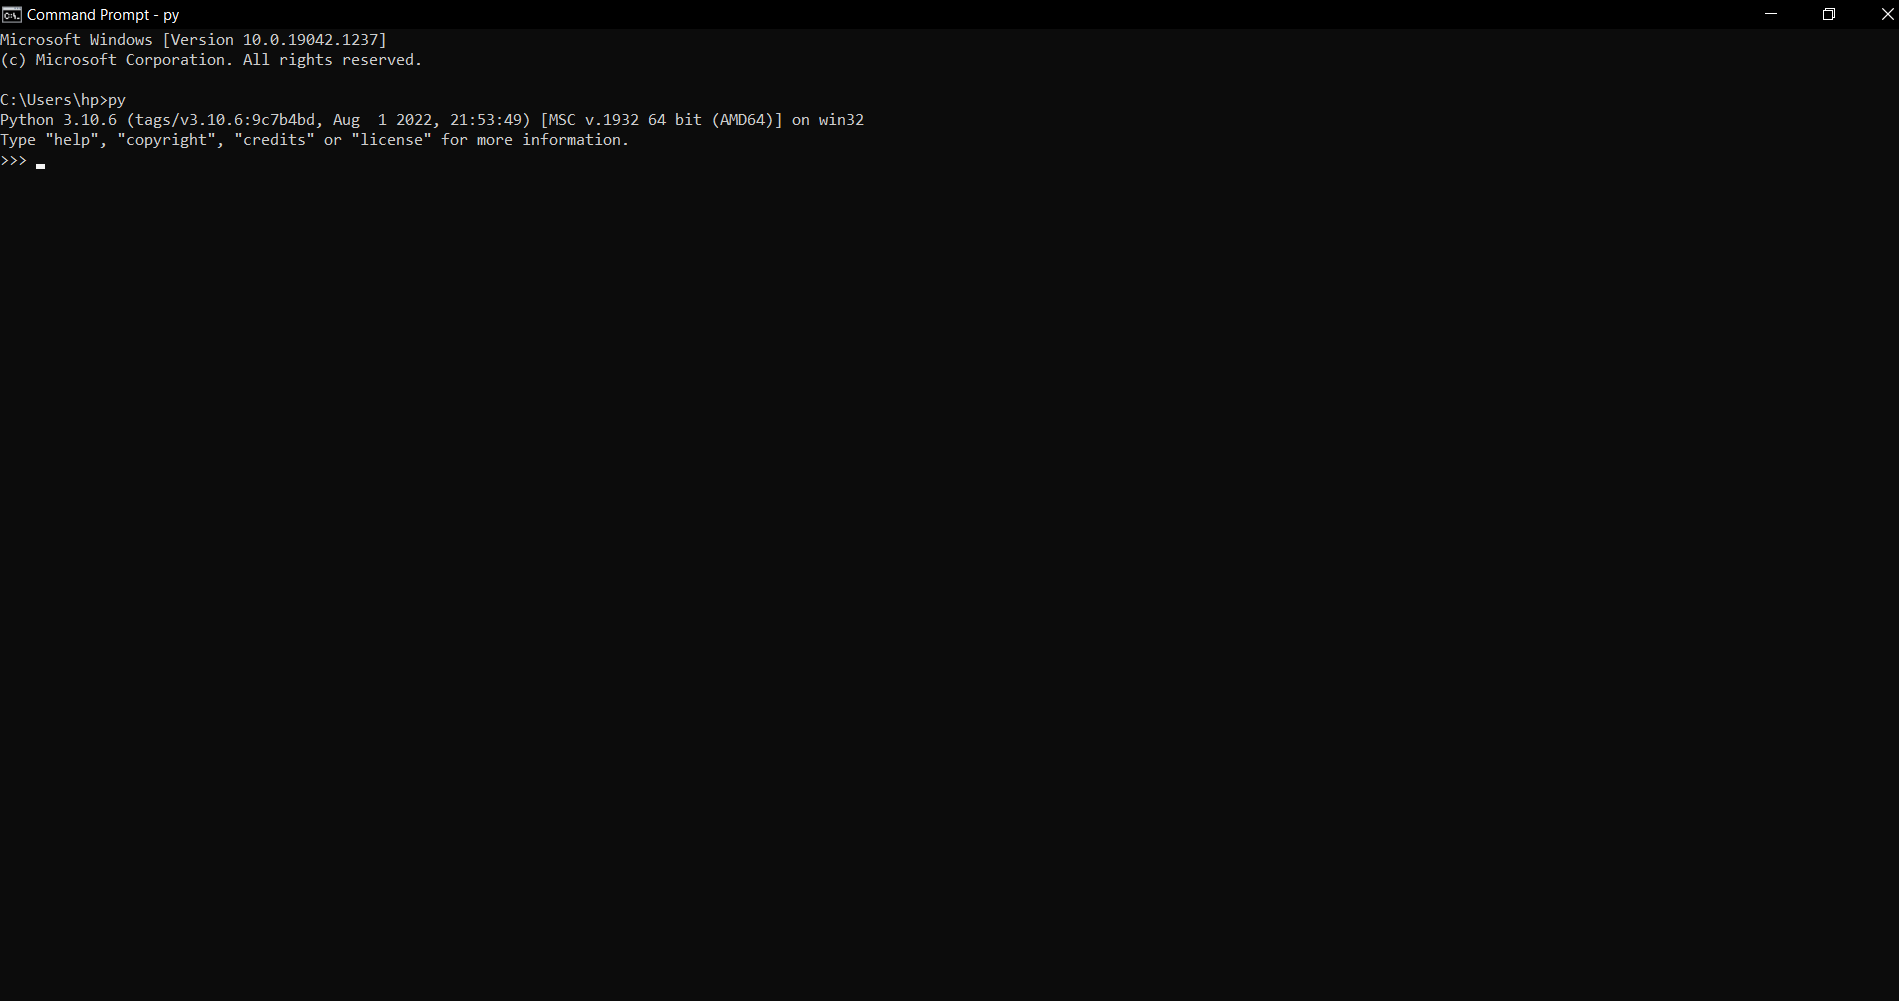 Command Prompt - py
Microsoft Windows [Version 10.0.19042.1237]
(c) Microsoft Corporation. All rights reserved.

C:\Users\hp>py
Python 3.10.6 (tags/v3.10.6:9c7b4bd, Aug  1 2022, 21:53:49) [MSC v.1932 64 bit (AMD64)] on win32
Type "help", "copyright", "credits" or "license" for more information.
>>>